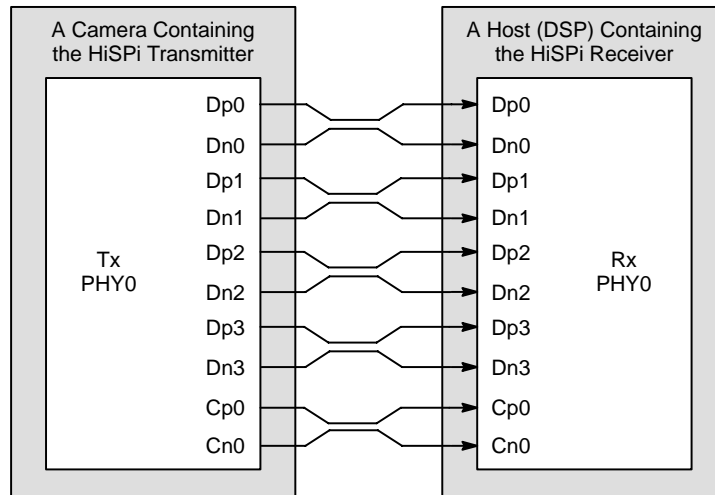 A Camera Containing
the HiSPi Transmitter
Tx
PHY0
Dp0
Dn0
Dp1
Dn1
Dp2
Dn2
Dp3
Dn3
Cp0
Cn0
A Host (DSP) Containing
the HiSPi Receiver
Dp0
Dn0
Dp1
Dn1
Dp2
Dn2
Dp3
Dn3
Cp0
Cn0
Rx
PHY0